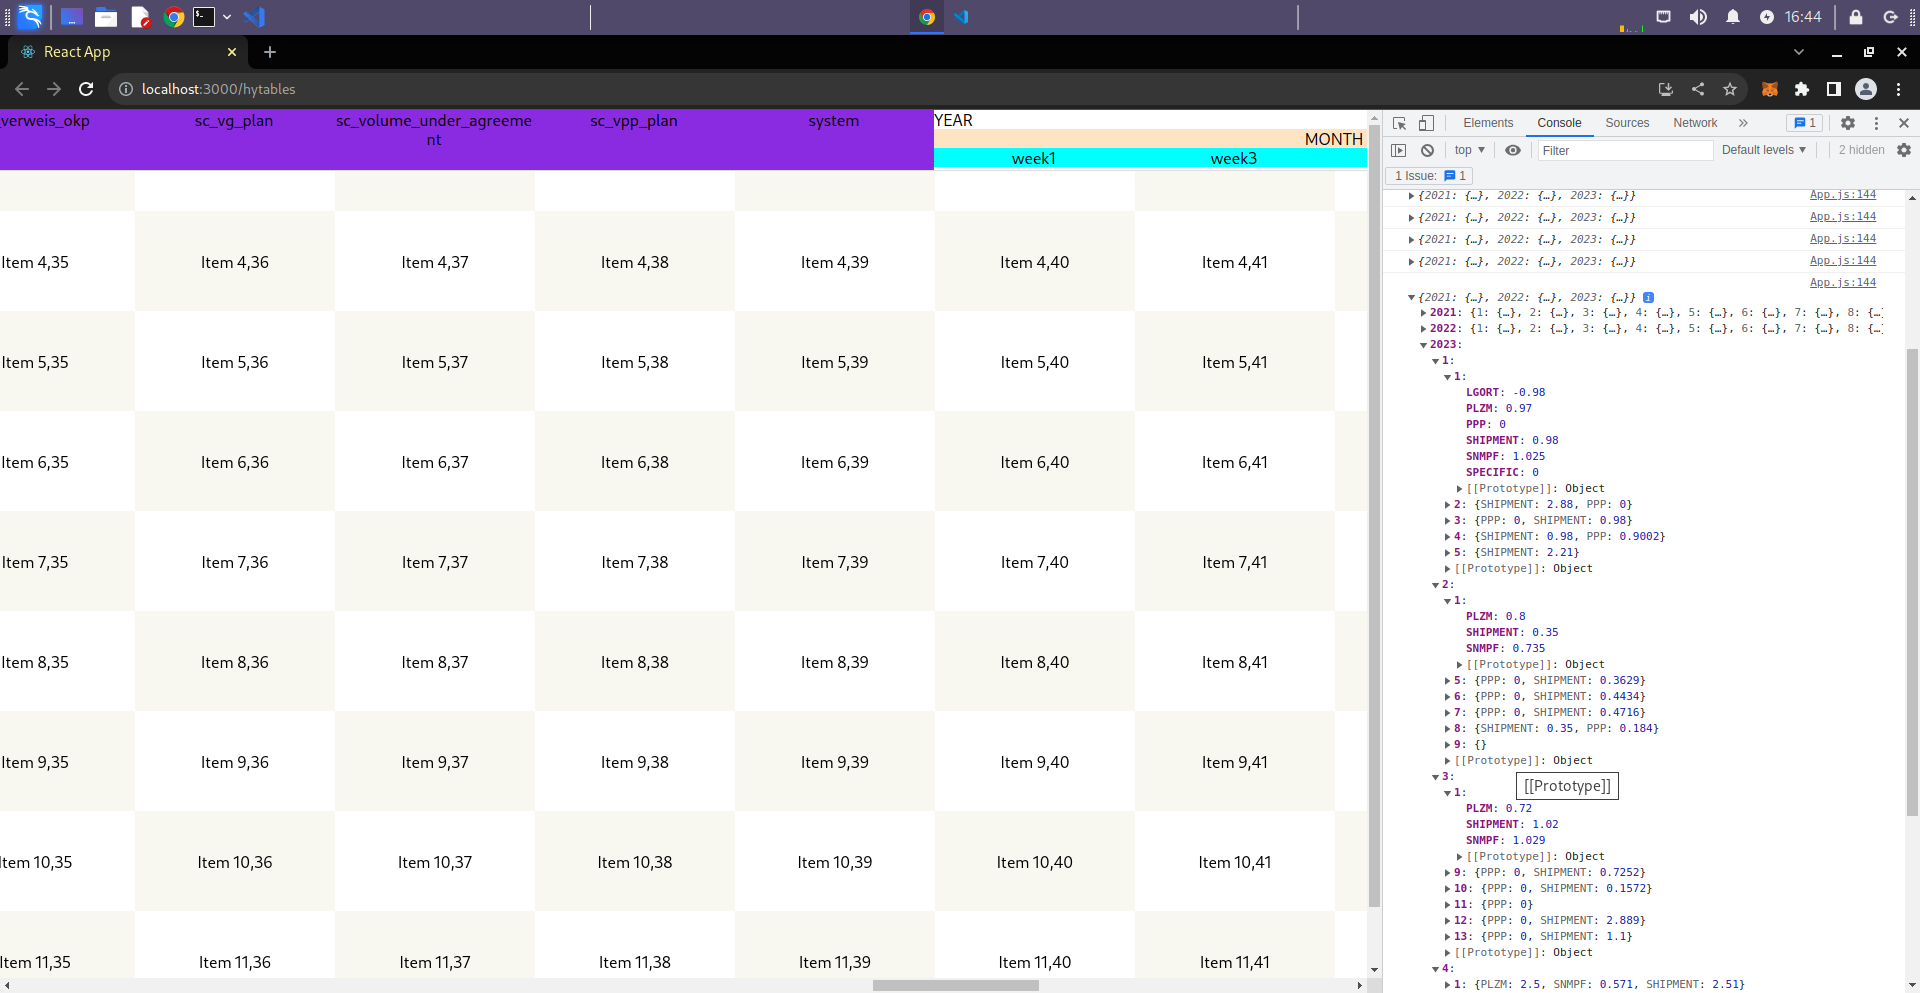 16:44
React App
localhost:3000/hytables
_verweis_okp
sc_vg_plan
sc_volume_under_agreeme
nt
sc_vpp_plan
system
YEAR
MONTH
week1
week3
Item 4,35
Item 4,36
Item 4,37
Item 4,38
Item 4,39
Item 4,40
Item 4,41
Item 5,35
Item 5,36
Item 5,37
Item 5,38
Item 5,39
Item 5,40
Item 5,41
Item 6,35
Item 6,36
Item 6,37
Item 6,38
Item 6,39
Item 6,40
Item 6,41
Item 7,35
Item 7,36
Item 7,37
Item 7,38
Item 7,39
Item 7,40
Item 7,41
Item 8,35
Item 8,36
Item 8,37
Item 8,38
Item 8,39
Item 8,40
Item 8,41
Item 9,35
Item 9,36
Item 9,37
Item 9,38
Item 9,39
Item 9,40
Item 9,41
Item 10,35
Item 10,36
Item 10,37
Item 10,38
Item 10,39
Item 10,40
Item 10,41
Item 11,35
Item 11,36
Item 11,37
Item 11,38
Item 11,39
Item 11,40
Item 11,41
Elements
Console
Sources
Network
»
1
top ▼
Filter
Default levels ▼
2 hidden
1 Issue: 1
{2021: {…}, 2022: {…}, 2023: {…}} App.js:144
{2021: {…}, 2022: {…}, 2023: {…}} App.js:144
{2021: {…}, 2022: {…}, 2023: {…}} App.js:144
{2021: {…}, 2022: {…}, 2023: {…}} App.js:144
App.js:144
{2021: {…}, 2022: {…}, 2023: {…}} i
2021: {1: {…}, 2: {…}, 3: {…}, 4: {…}, 5: {…}, 6: {…}, 7: {…}, 8: {…
2022: {1: {…}, 2: {…}, 3: {…}, 4: {…}, 5: {…}, 6: {…}, 7: {…}, 8: {…
2023:
1:
1:
LGORT: -0.98
PLZM: 0.97
PPP: 0
SHIPMENT: 0.98
SNMPF: 1.025
SPECIFIC: 0
[[Prototype]]: Object
2: {SHIPMENT: 2.88, PPP: 0}
3: {PPP: 0, SHIPMENT: 0.98}
4: {SHIPMENT: 0.98, PPP: 0.9002}
5: {SHIPMENT: 2.21}
[[Prototype]]: Object
2:
1:
PLZM: 0.8
SHIPMENT: 0.35
SNMPF: 0.735
[[Prototype]]: Object
5: {PPP: 0, SHIPMENT: 0.3629}
6: {PPP: 0, SHIPMENT: 0.4434}
7: {PPP: 0, SHIPMENT: 0.4716}
8: {SHIPMENT: 0.35, PPP: 0.184}
9: {}
[[Prototype]]: Object
3:
[[Prototype]]
1:
PLZM: 0.72
SHIPMENT: 1.02
SNMPF: 1.029
[[Prototype]]: Object
9: {PPP: 0, SHIPMENT: 0.7252}
10: {PPP: 0, SHIPMENT: 0.1572}
11: {PPP: 0}
12: {PPP: 0, SHIPMENT: 2.889}
13: {PPP: 0, SHIPMENT: 1.1}
[[Prototype]]: Object
4:
1: {PLZM: 2.5, SNMPF: 0.571, SHIPMENT: 2.51}